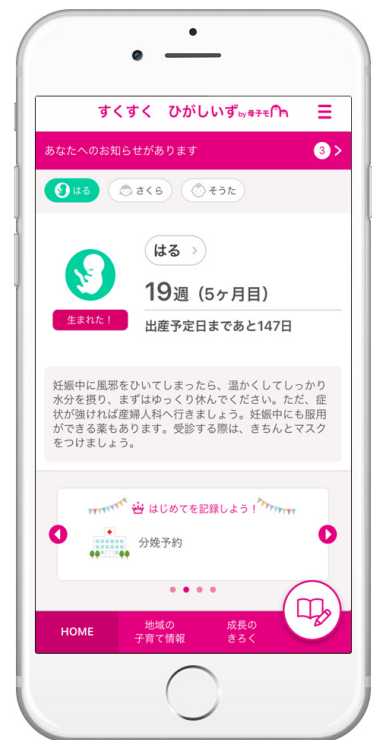 すくすく ひがしいず by 母子モ
あなたへのお知らせがあります 3
はる さくら そうた
はる
19週 (5ヶ月目)
生まれた！
出産予定日まであと147日
妊娠中に風邪をひいてしまったら、温かくしてしっかり
水分を摂り、まずはゆっくり休んでください。ただ、症
状が強ければ産婦人科へ行きましょう。妊娠中にも服用
ができる薬もあります。受診する際は、きちんとマスク
をつけましょう。
はじめてを記録しよう！
分娩予約
HOME
地域の
子育て情報
成長の
きろく